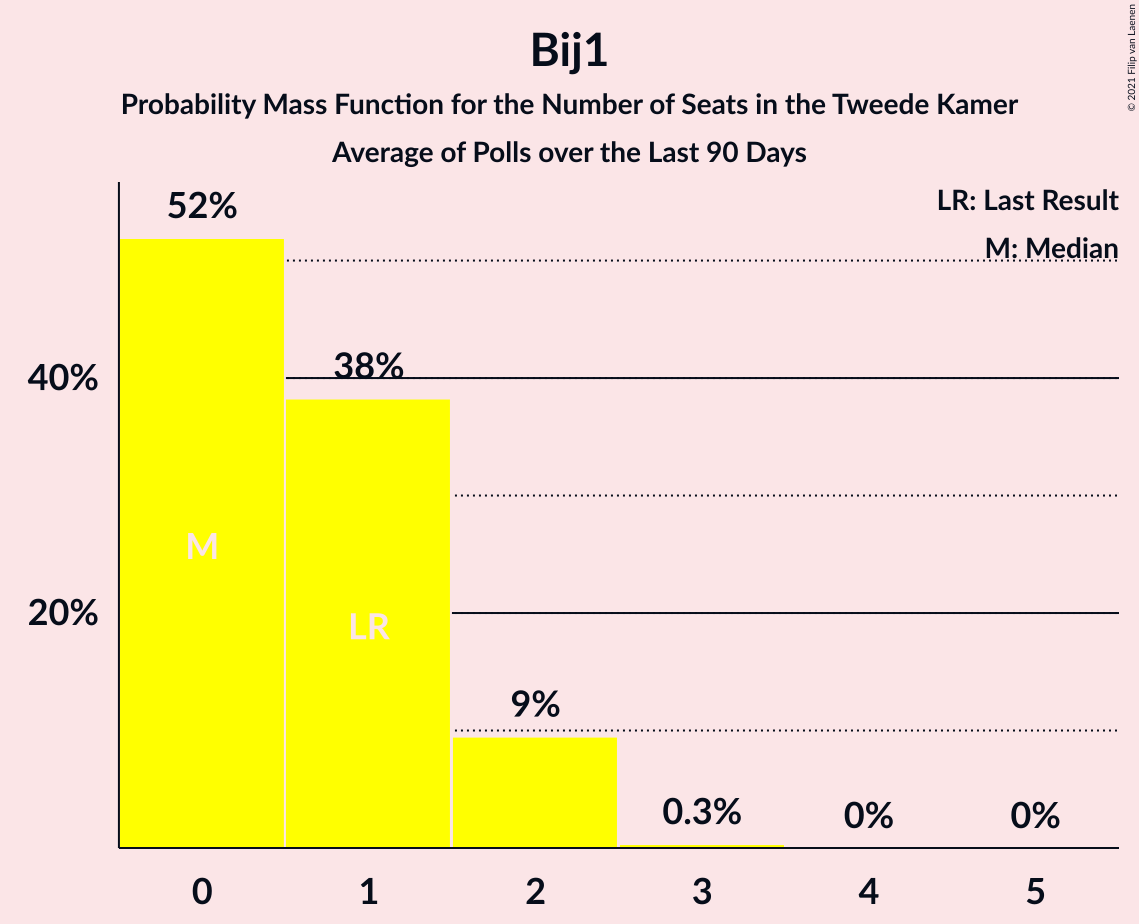 Bij1
Probability Mass Function for the Number of Seats in the Tweede Kamer
Average of Polls over the Last 90 Days
© 2021 Filip van Laenen
LR: Last Result
M: Median
52%
38%
9%
0.3%
0%
0%
40%
20%
M
LR
0
1
2
3
4
5